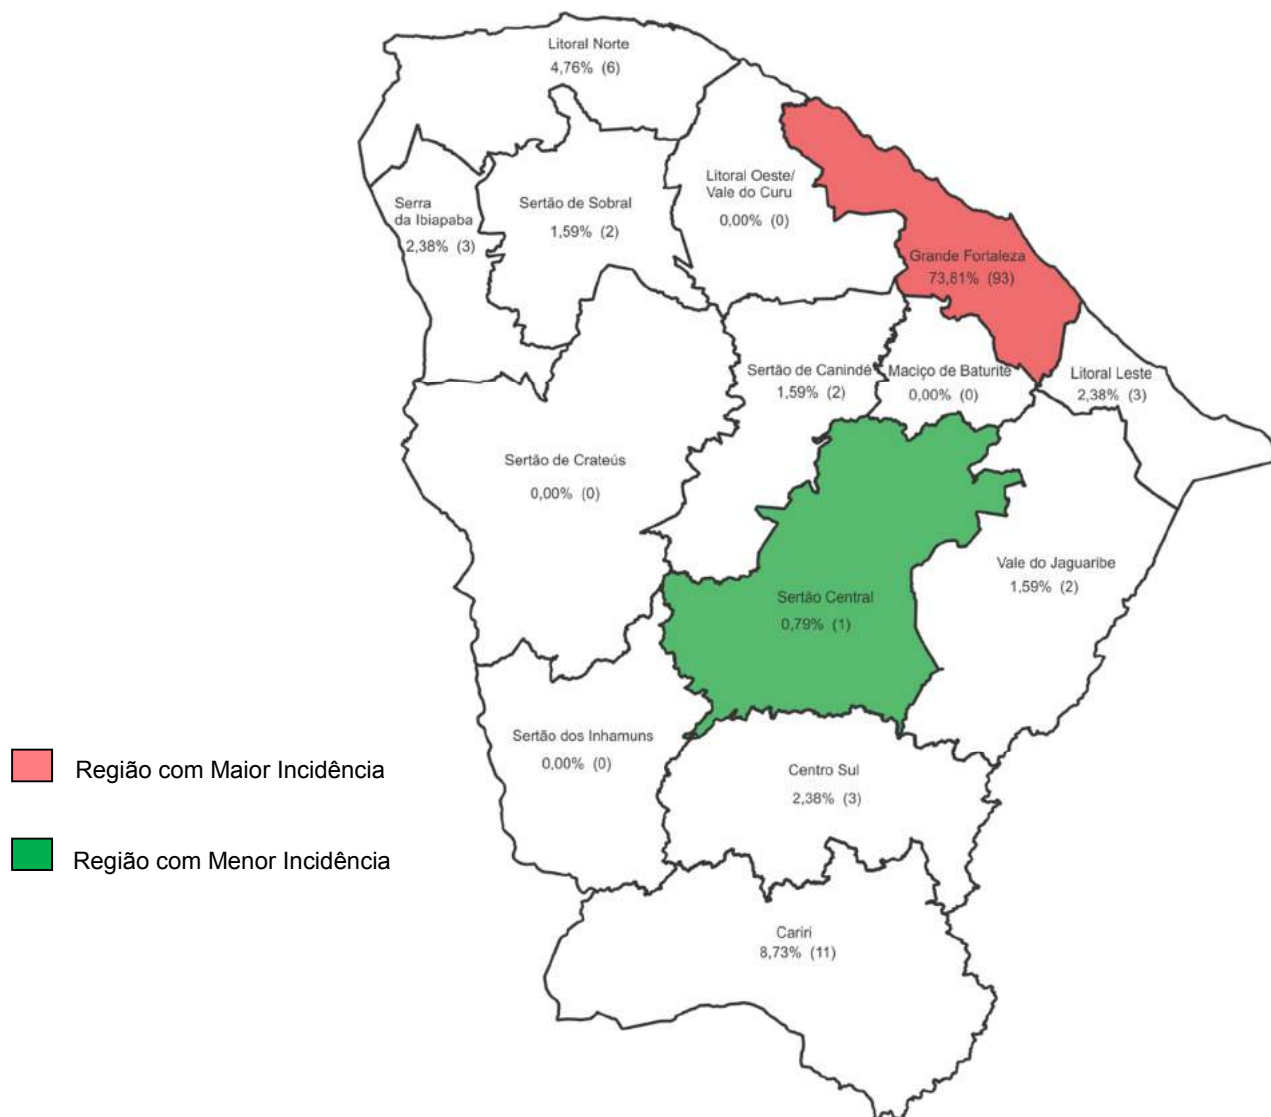 Litoral Norte
4,76% (6)
Litoral Oeste/
Vale do Curu
0,00% (0)
Serra
da Ibiapaba
2,38% (3)
Sertão de Sobral
1,59% (2)
Grande Fortaleza
73,81% (93)
Sertão de Canindé
1,59% (2)
Maciço de Baturité
0,00% (0)
Litoral Leste
2,38% (3)
Sertão de Crateús
0,00% (0)
Vale do Jaguaribe
1,59% (2)
Sertão Central
0,79% (1)
Sertão dos Inhamuns
0,00% (0)
Centro Sul
2,38% (3)
Região com Maior Incidência
Região com Menor Incidência
Cariri
8,73% (11)